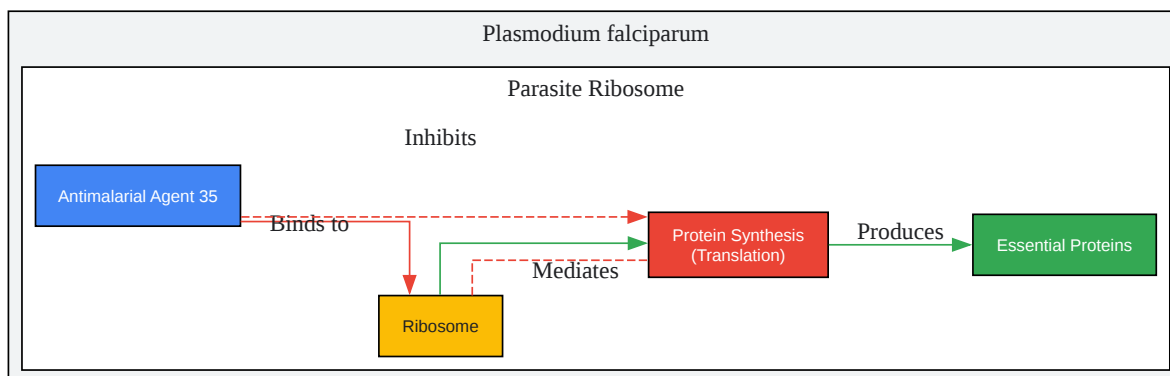 Plasmodium falciparum
Parasite Ribosome
Inhibits
Antimalarial Agent 35
Binds to
Protein Synthesis
(Translation)
Produces
Essential Proteins
Mediates
Ribosome